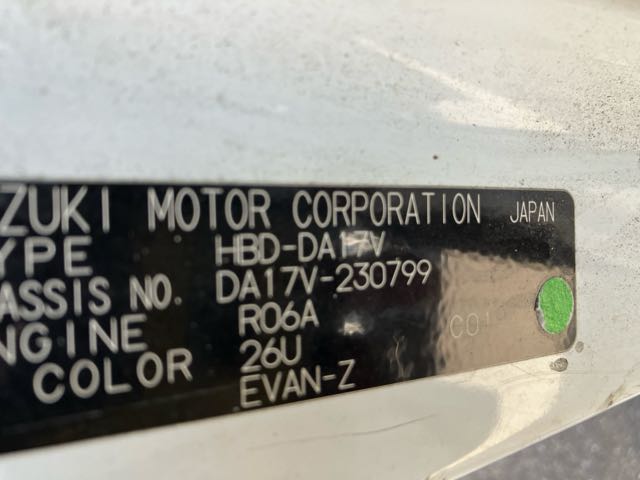 ZUKI MOTOR CORPORATION JAPAN
YPE HBD-DA17V
ASSIS NO. DA17V-230799
NGINE R06A
COLOR 26U
EVAN-Z